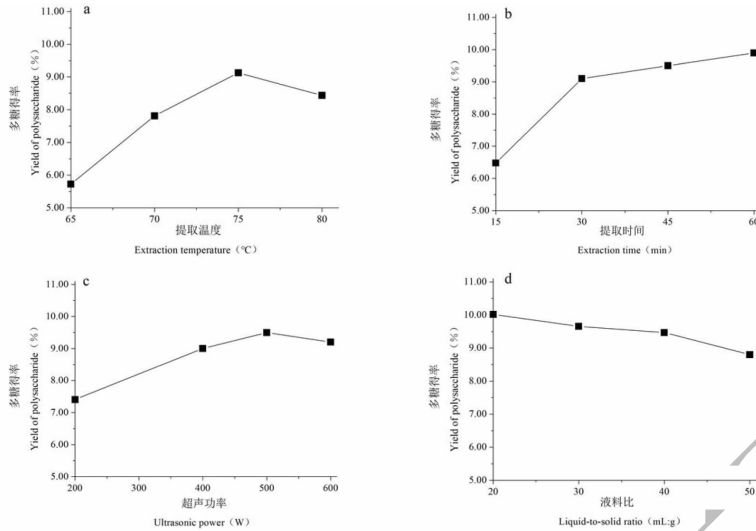 a
11.00
10.00
9.00
8.00
7.00
6.00
5.00
65
70
75
80
多糖得率
Yield of polysaccharide（%）
提取温度
Extraction temperature（℃）
b
11.00
10.00
9.00
8.00
7.00
6.00
5.00
15
30
45
60
多糖得率
Yield of polysaccharide（%）
提取时间
Extraction time（min）
c
11.00
10.00
9.00
8.00
7.00
6.00
5.00
200
300
400
500
600
多糖得率
Yield of polysaccharide（%）
超声功率
Ultrasonic power（W）
d
11.00
10.00
9.00
8.00
7.00
6.00
5.00
20
30
40
50
多糖得率
Yield of polysaccharide（%）
液料比
Liquid-to-solid ratio（mL:g）